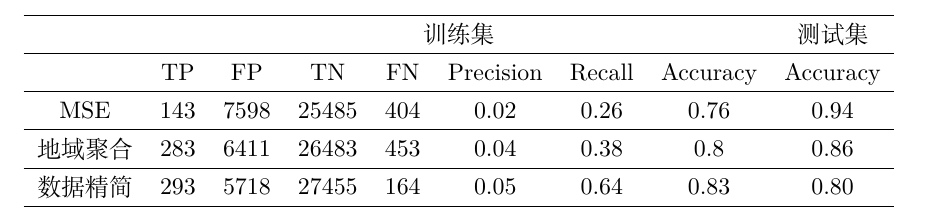 训练集 测试集
TP FP TN FN Precision Recall Accuracy Accuracy
MSE 143 7598 25485 404 0.02 0.26 0.76 0.94
地域聚合 283 6411 26483 453 0.04 0.38 0.8 0.86
数据精简 293 5718 27455 164 0.05 0.64 0.83 0.80